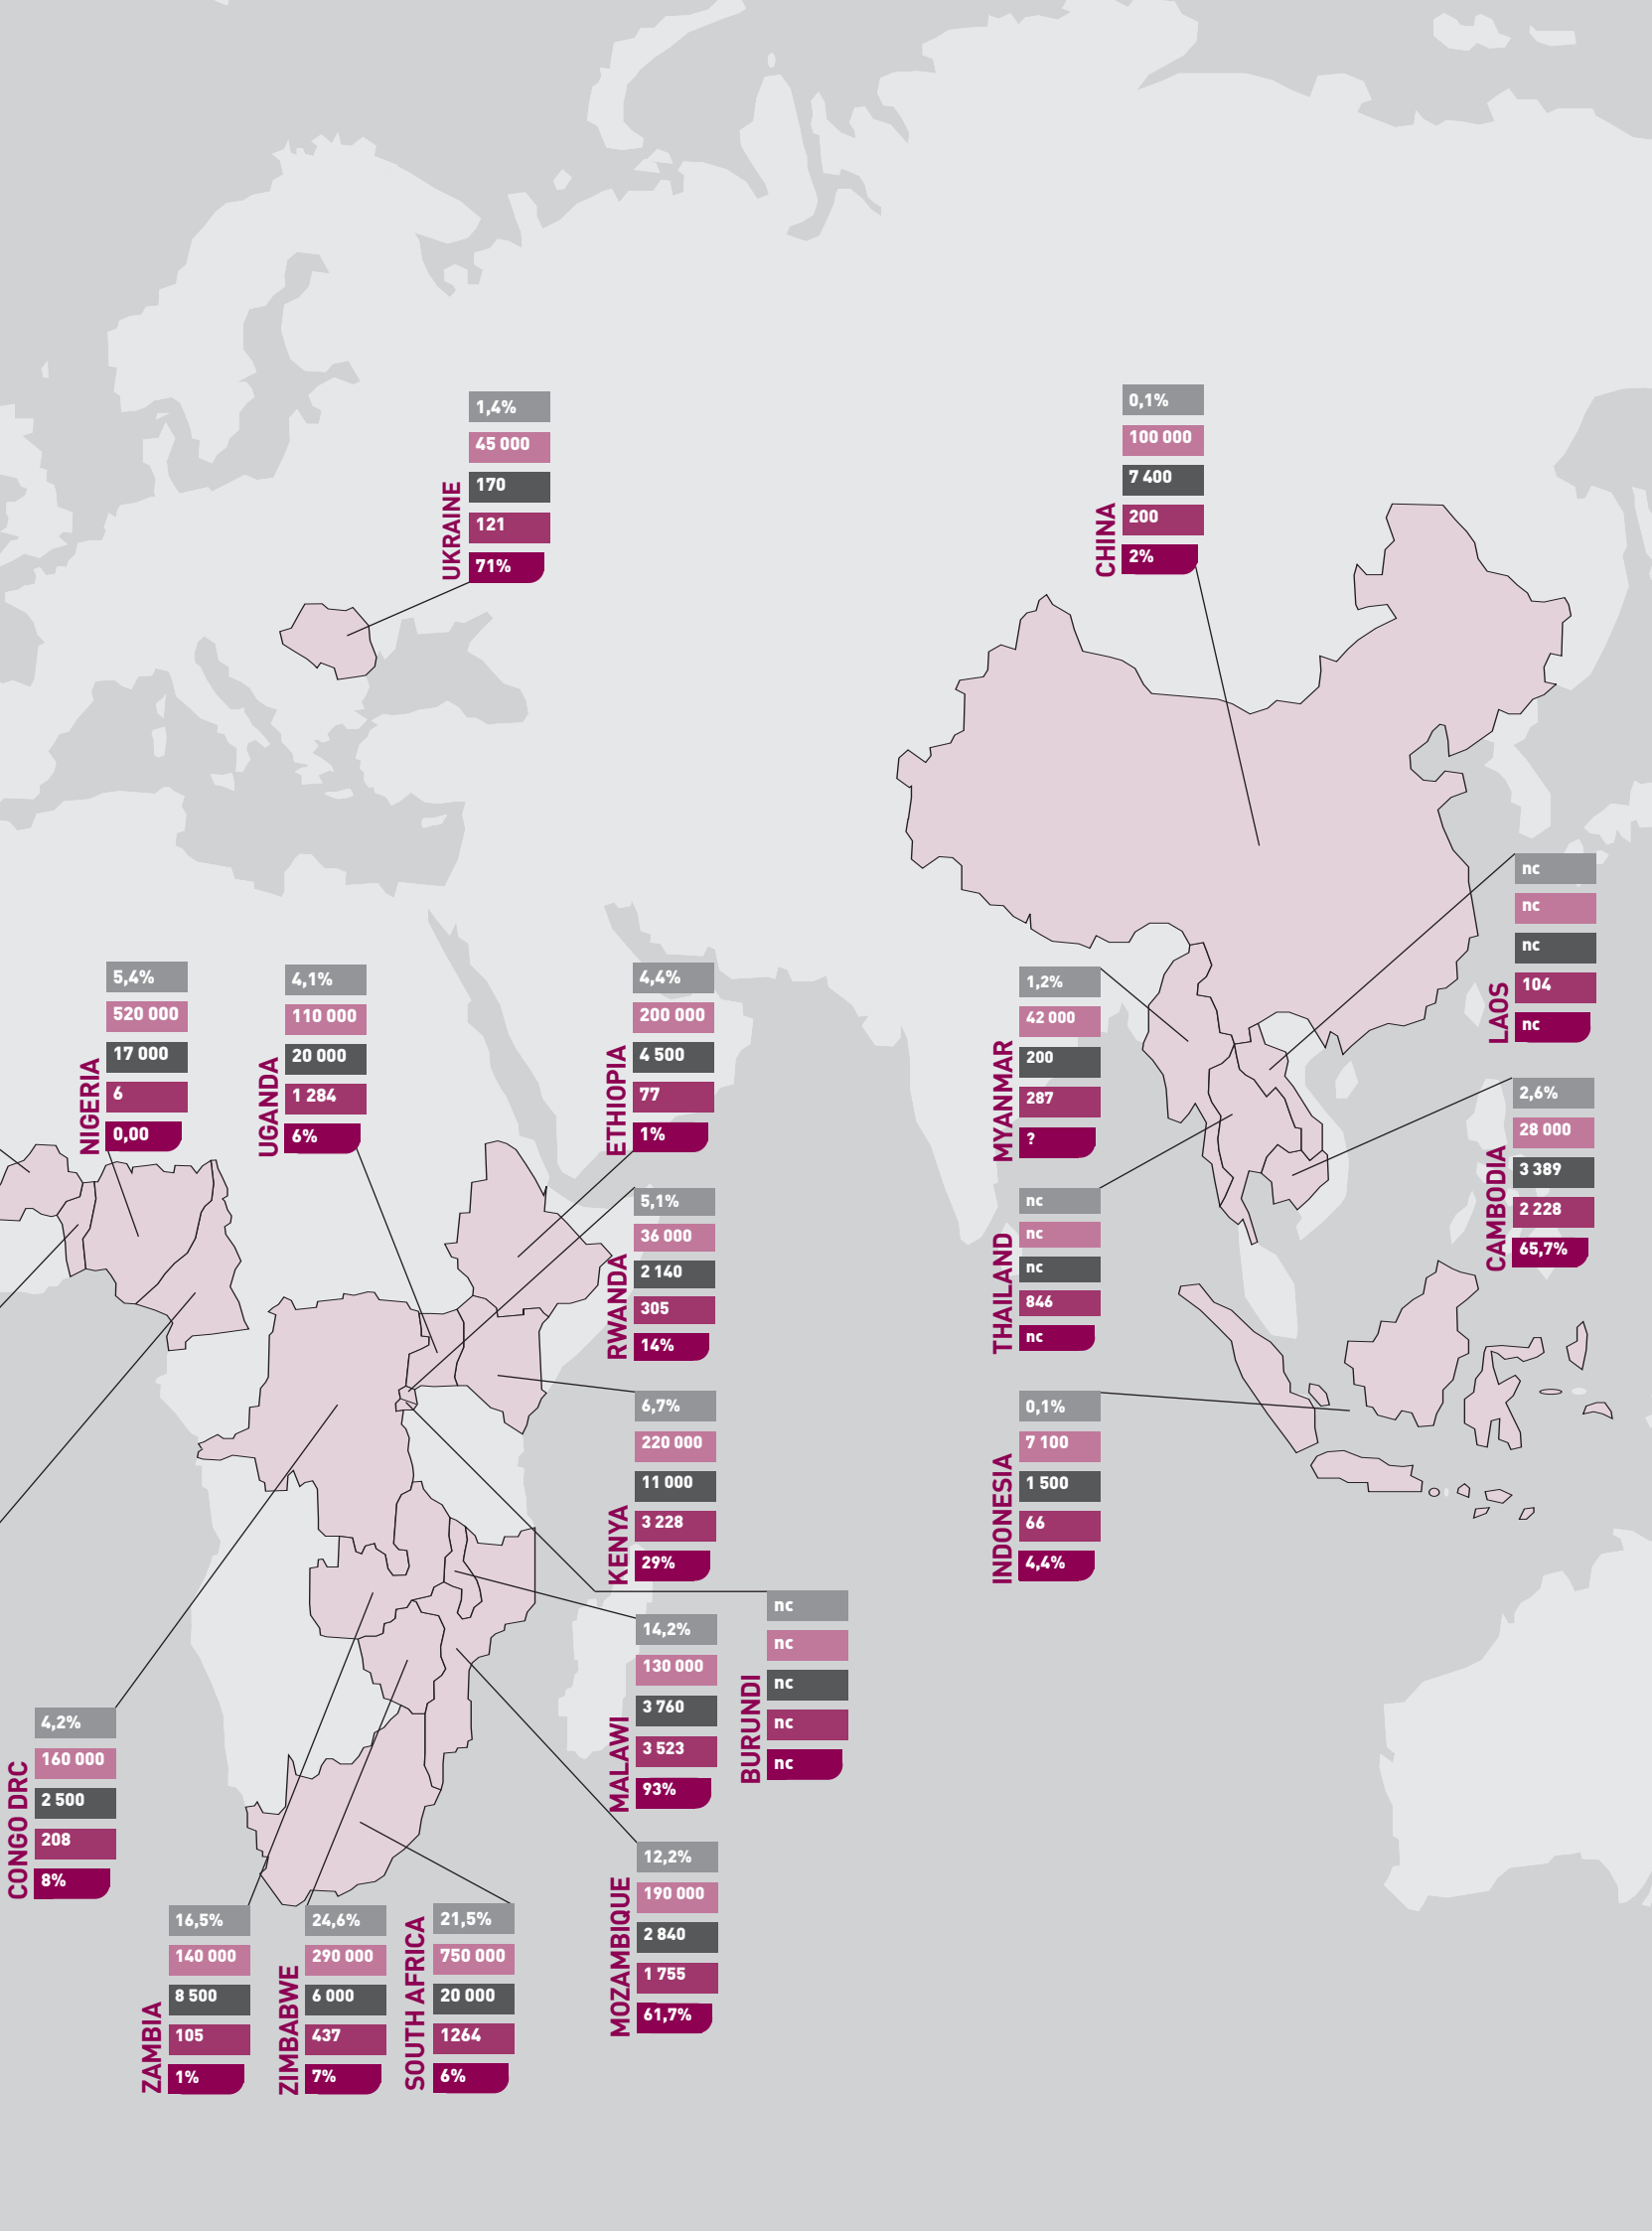 UKRAINE
1,4%
45 000
170
121
71%
CHINA
0,1%
100 000
7 400
200
2%
LAOS
nc
nc
nc
104
nc
NIGERIA
5,4%
520 000
17 000
6
0,00
UGANDA
4,1%
110 000
20 000
1 284
6%
ETHIOPIA
4,4%
200 000
4 500
77
1%
MYANMAR
1,2%
42 000
200
287
?
CAMBODIA
2,6%
28 000
3 389
2 228
65,7%
RWANDA
5,1%
36 000
2 140
305
14%
THAILAND
nc
nc
nc
846
nc
KENYA
6,7%
220 000
11 000
3 228
29%
INDONESIA
0,1%
7 100
1 500
66
4,4%
BURUNDI
nc
nc
nc
nc
nc
MALAWI
14,2%
130 000
3 760
3 523
93%
CONGO DRC
4,2%
160 000
2 500
208
8%
MOZAMBIQUE
12,2%
190 000
2 840
1 755
61,7%
ZAMBIA
16,5%
140 000
8 500
105
1%
ZIMBABWE
24,6%
290 000
6 000
437
7%
SOUTH AFRICA
21,5%
750 000
20 000
1264
6%